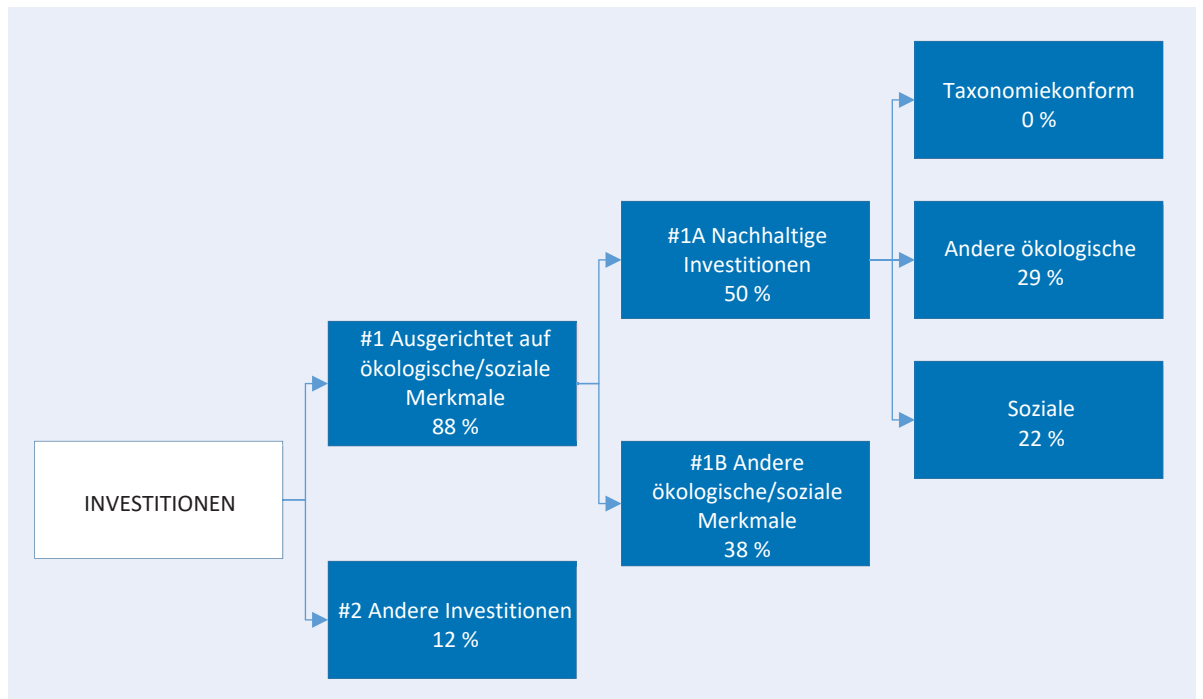 INVESTITIONEN
#1 Ausgerichtet auf
ökologische/soziale
Merkmale
88 %
#2 Andere Investitionen
12 %
#1A Nachhaltige
Investitionen
50 %
#1B Andere
ökologische/soziale
Merkmale
38 %
Taxonomiekonform
0 %
Andere ökologische
29 %
Soziale
22 %